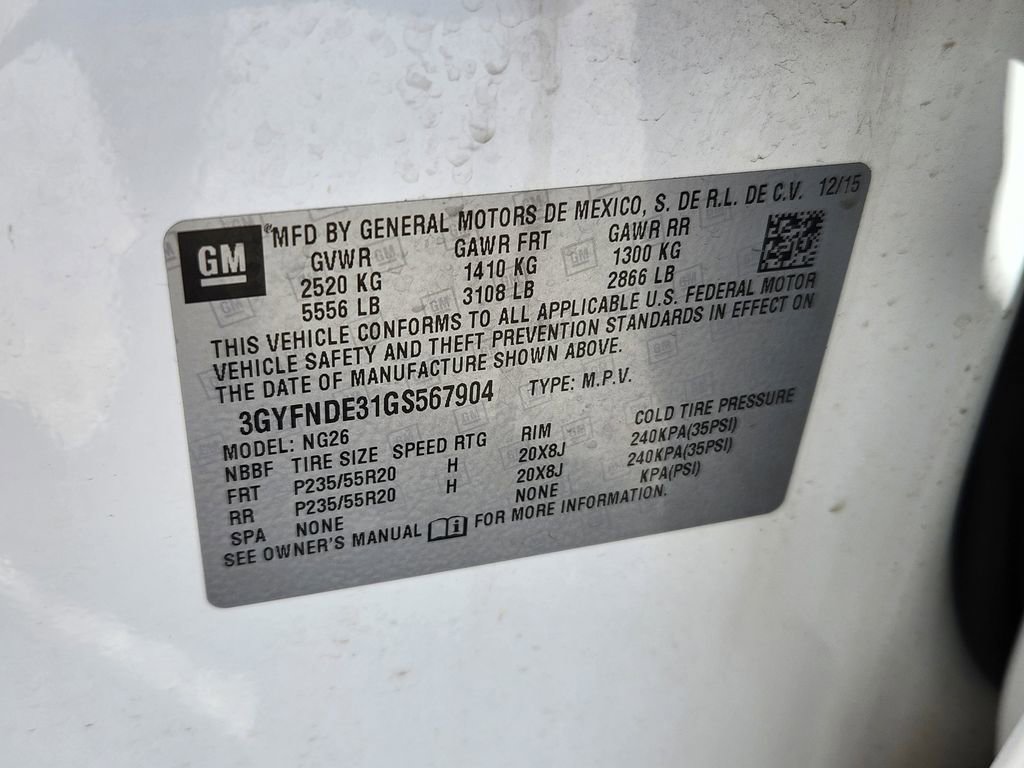 GM
MFD BY GENERAL MOTORS DE MEXICO, S. DE R.L. DE C.V. 12/15
GVWR GAWR FRT GAWR RR
2520 KG 1410 KG 1300 KG
5556 LB 3108 LB 2866 LB
THIS VEHICLE CONFORMS TO ALL APPLICABLE U.S. FEDERAL MOTOR
VEHICLE SAFETY AND THEFT PREVENTION STANDARDS IN EFFECT ON
THE DATE OF MANUFACTURE SHOWN ABOVE.
3GYFNDE31GS567904 TYPE: M.P.V.
MODEL: NG26
NBBF TIRE SIZE SPEED RTG RIM COLD TIRE PRESSURE
FRT P235/55R20 H 20X8J 240KPA(35PSI)
RR P235/55R20 H 20X8J 240KPA(35PSI)
SPA NONE NONE KPA(PSI)
SEE OWNER'S MANUAL FOR MORE INFORMATION.